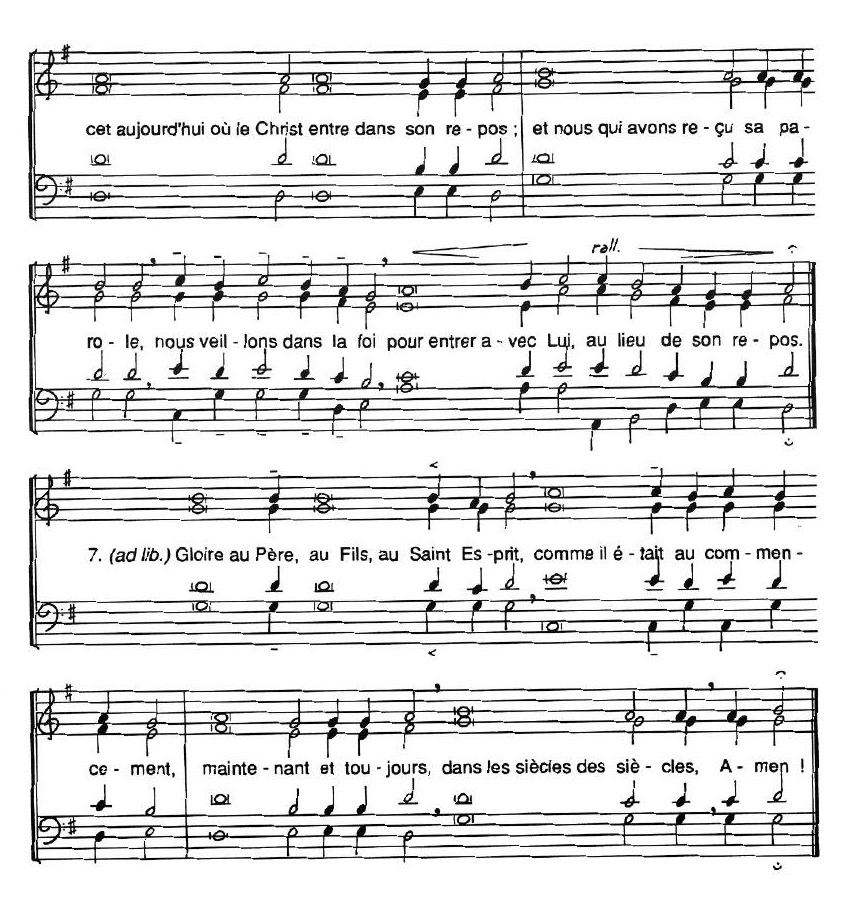 cet aujourd'hui où le Christ entre dans son re - pos ; et nous qui avons re - çu sa pa -
rall.
ro - le, nous veil - lons dans la foi pour entrer a - vec Lui, au lieu de son re - pos.
7. (ad lib.) Gloire au Père, au Fils, au Saint Es - prit, comme il é - tait au com - men -
ce - ment, mainte - nant et tou - jours, dans les siècles des siè - cles, A - men !